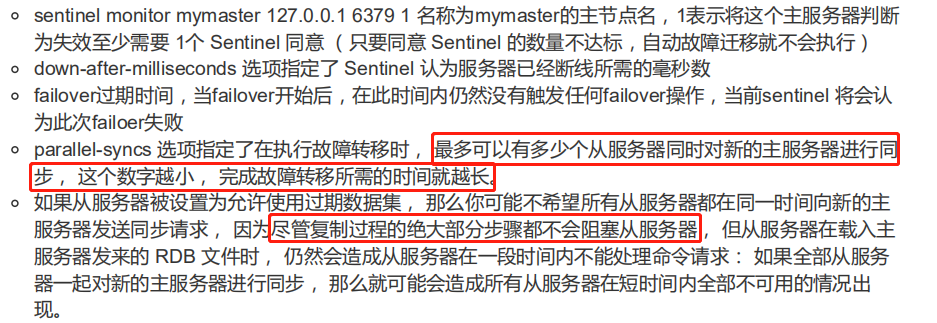 sentinel monitor mymaster 127.0.0.1 6379 1 名称为mymaster的主节点名，1表示将这个主服务器判断
为失效至少需要 1个 Sentinel 同意 （只要同意 Sentinel 的数量不达标，自动故障迁移就不会执行）
down-after-milliseconds 选项指定了 Sentinel 认为服务器已经断线所需的毫秒数
failover过期时间，当failover开始后，在此时间内仍然没有触发任何failover操作，当前sentinel 将会认
为此次failoer失败
parallel-syncs 选项指定了在执行故障转移时， 最多可以有多少个从服务器同时对新的主服务器进行同
步， 这个数字越小， 完成故障转移所需的时间就越长。
如果从服务器被设置为允许使用过期数据集， 那么你可能不希望所有从服务器都在同一时间向新的主
服务器发送同步请求， 因为尽管复制过程的绝大部分步骤都不会阻塞从服务器， 但从服务器在载入主
服务器发来的 RDB 文件时， 仍然会造成从服务器在一段时间内不能处理命令请求： 如果全部从服务
器一起对新的主服务器进行同步， 那么就可能会造成所有从服务器在短时间内全部不可用的情况出
现。